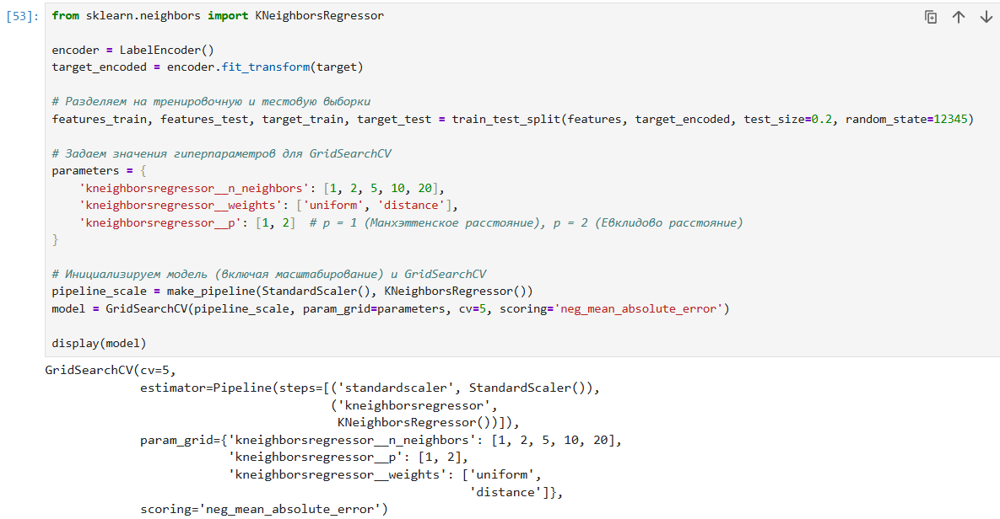 [53]: from sklearn.neighbors import KNeighborsRegressor
encoder = LabelEncoder()
target_encoded = encoder.fit_transform(target)
# Разделяем на тренировочную и тестовую выборки
features_train, features_test, target_train, target_test = train_test_split(features, target_encoded, test_size=0.2, random_state=12345)
# Задаем значения гиперпараметров для GridSearchCV
parameters = {
    'kneighborsregressor__n_neighbors': [1, 2, 5, 10, 20],
    'kneighborsregressor__weights': ['uniform', 'distance'],
    'kneighborsregressor__p': [1, 2]  # p = 1 (Манхэттенское расстояние), p = 2 (Евклидово расстояние)
}
# Инициализируем модель (включая масштабирование) и GridSearchCV
pipeline_scale = make_pipeline(StandardScaler(), KNeighborsRegressor())
model = GridSearchCV(pipeline_scale, param_grid=parameters, cv=5, scoring='neg_mean_absolute_error')
display(model)
GridSearchCV(cv=5,
             estimator=Pipeline(steps=[('standardscaler', StandardScaler()),
                                       ('kneighborsregressor',
                                        KNeighborsRegressor())]),
             param_grid={'kneighborsregressor__n_neighbors': [1, 2, 5, 10, 20],
                         'kneighborsregressor__p': [1, 2],
                         'kneighborsregressor__weights': ['uniform',
                                                          'distance']},
             scoring='neg_mean_absolute_error')